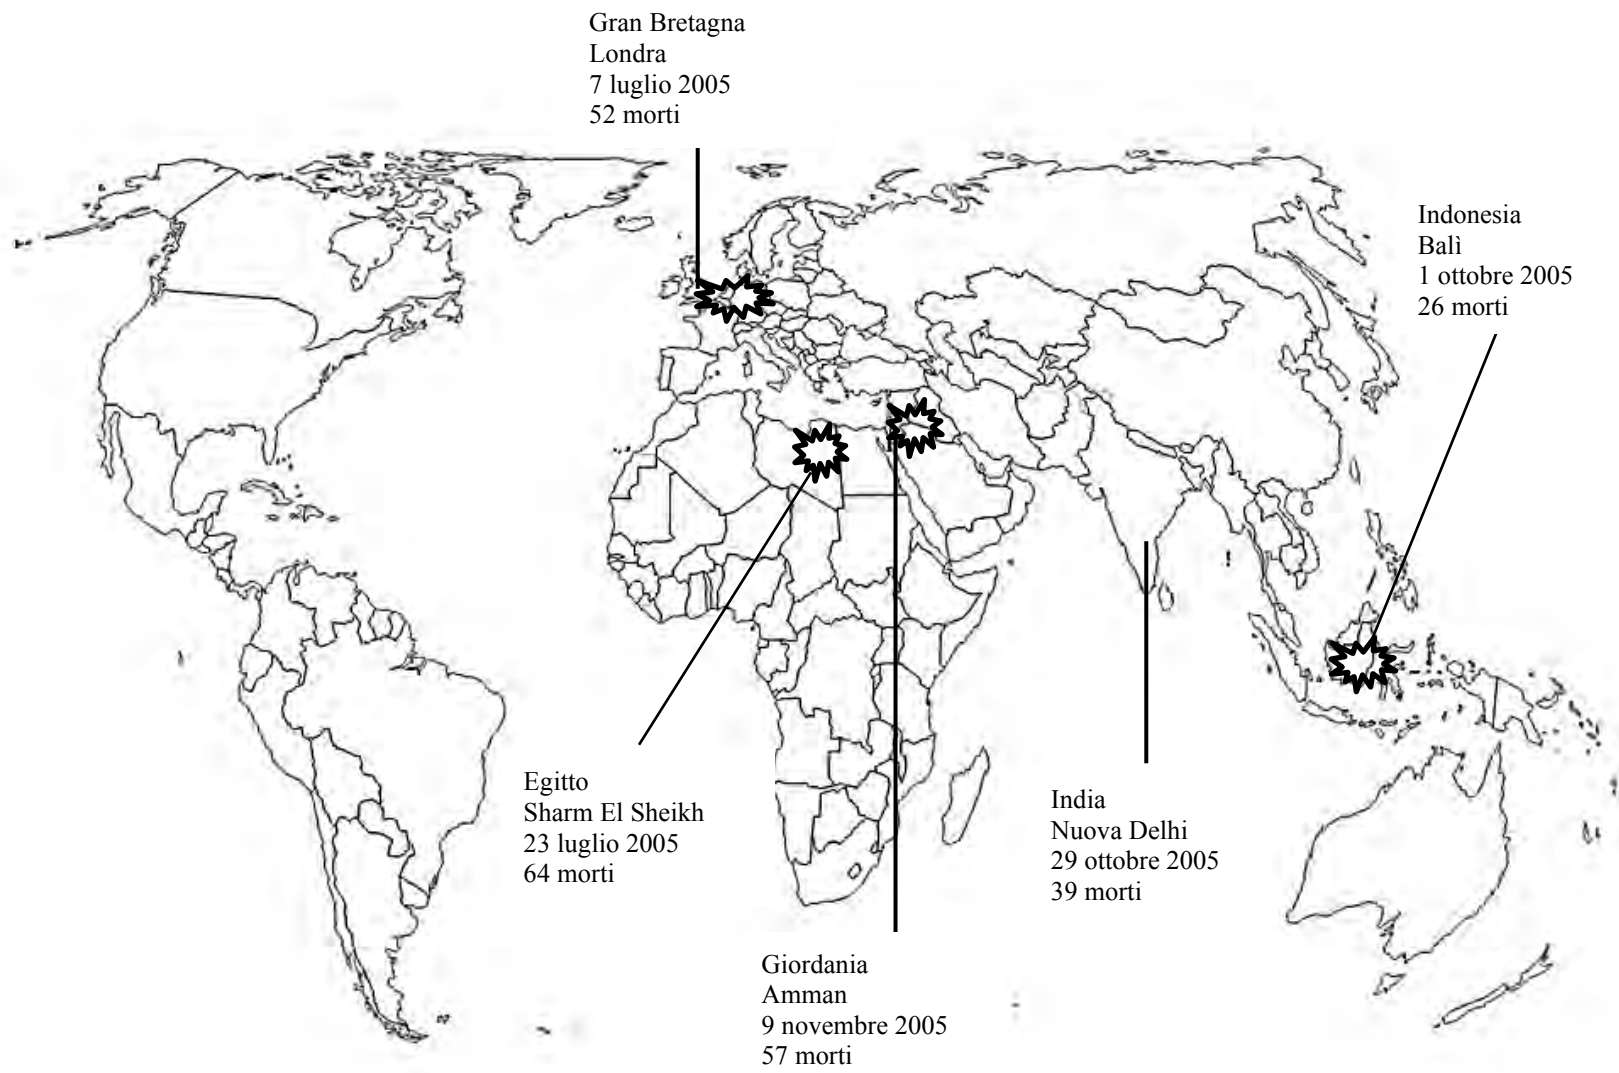 Gran Bretagna
Londra
7 luglio 2005
52 morti
Indonesia
Balì
1 ottobre 2005
26 morti
Egitto
Sharm El Sheikh
23 luglio 2005
64 morti
India
Nuova Delhi
29 ottobre 2005
39 morti
Giordania
Amman
9 novembre 2005
57 morti